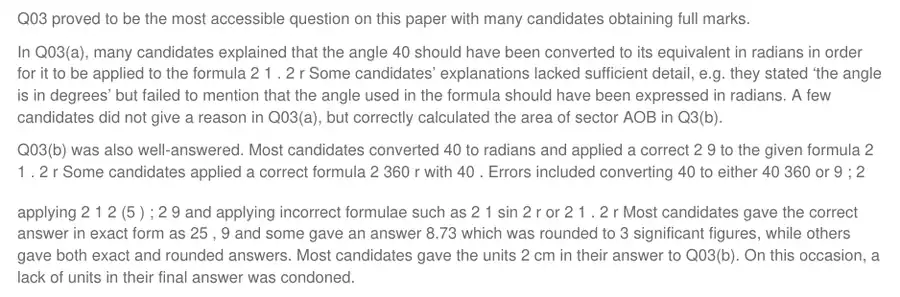 Q03 proved to be the most accessible question on this paper with many candidates obtaining full marks.
In Q03(a), many candidates explained that the angle 40 should have been converted to its equivalent in radians in order
for it to be applied to the formula 2 1 . 2 r Some candidates' explanations lacked sufficient detail, e.g. they stated ‘the angle
is in degrees' but failed to mention that the angle used in the formula should have been expressed in radians. A few
candidates did not give a reason in Q03(a), but correctly calculated the area of sector AOB in Q3(b).
Q03(b) was also well-answered. Most candidates converted 40 to radians and applied a correct 2 9 to the given formula 2
1 . 2 r Some candidates applied a correct formula 2 360 r with 40 . Errors included converting 40 to either 40 360 or 9 ; 2
applying 2 1 2 (5 ) ; 2 9 and applying incorrect formulae such as 2 1 sin 2 r or 2 1 . 2 r Most candidates gave the correct
answer in exact form as 25 , 9 and some gave an answer 8.73 which was rounded to 3 significant figures, while others
gave both exact and rounded answers. Most candidates gave the units 2 cm in their answer to Q03(b). On this occasion, a
lack of units in their final answer was condoned.